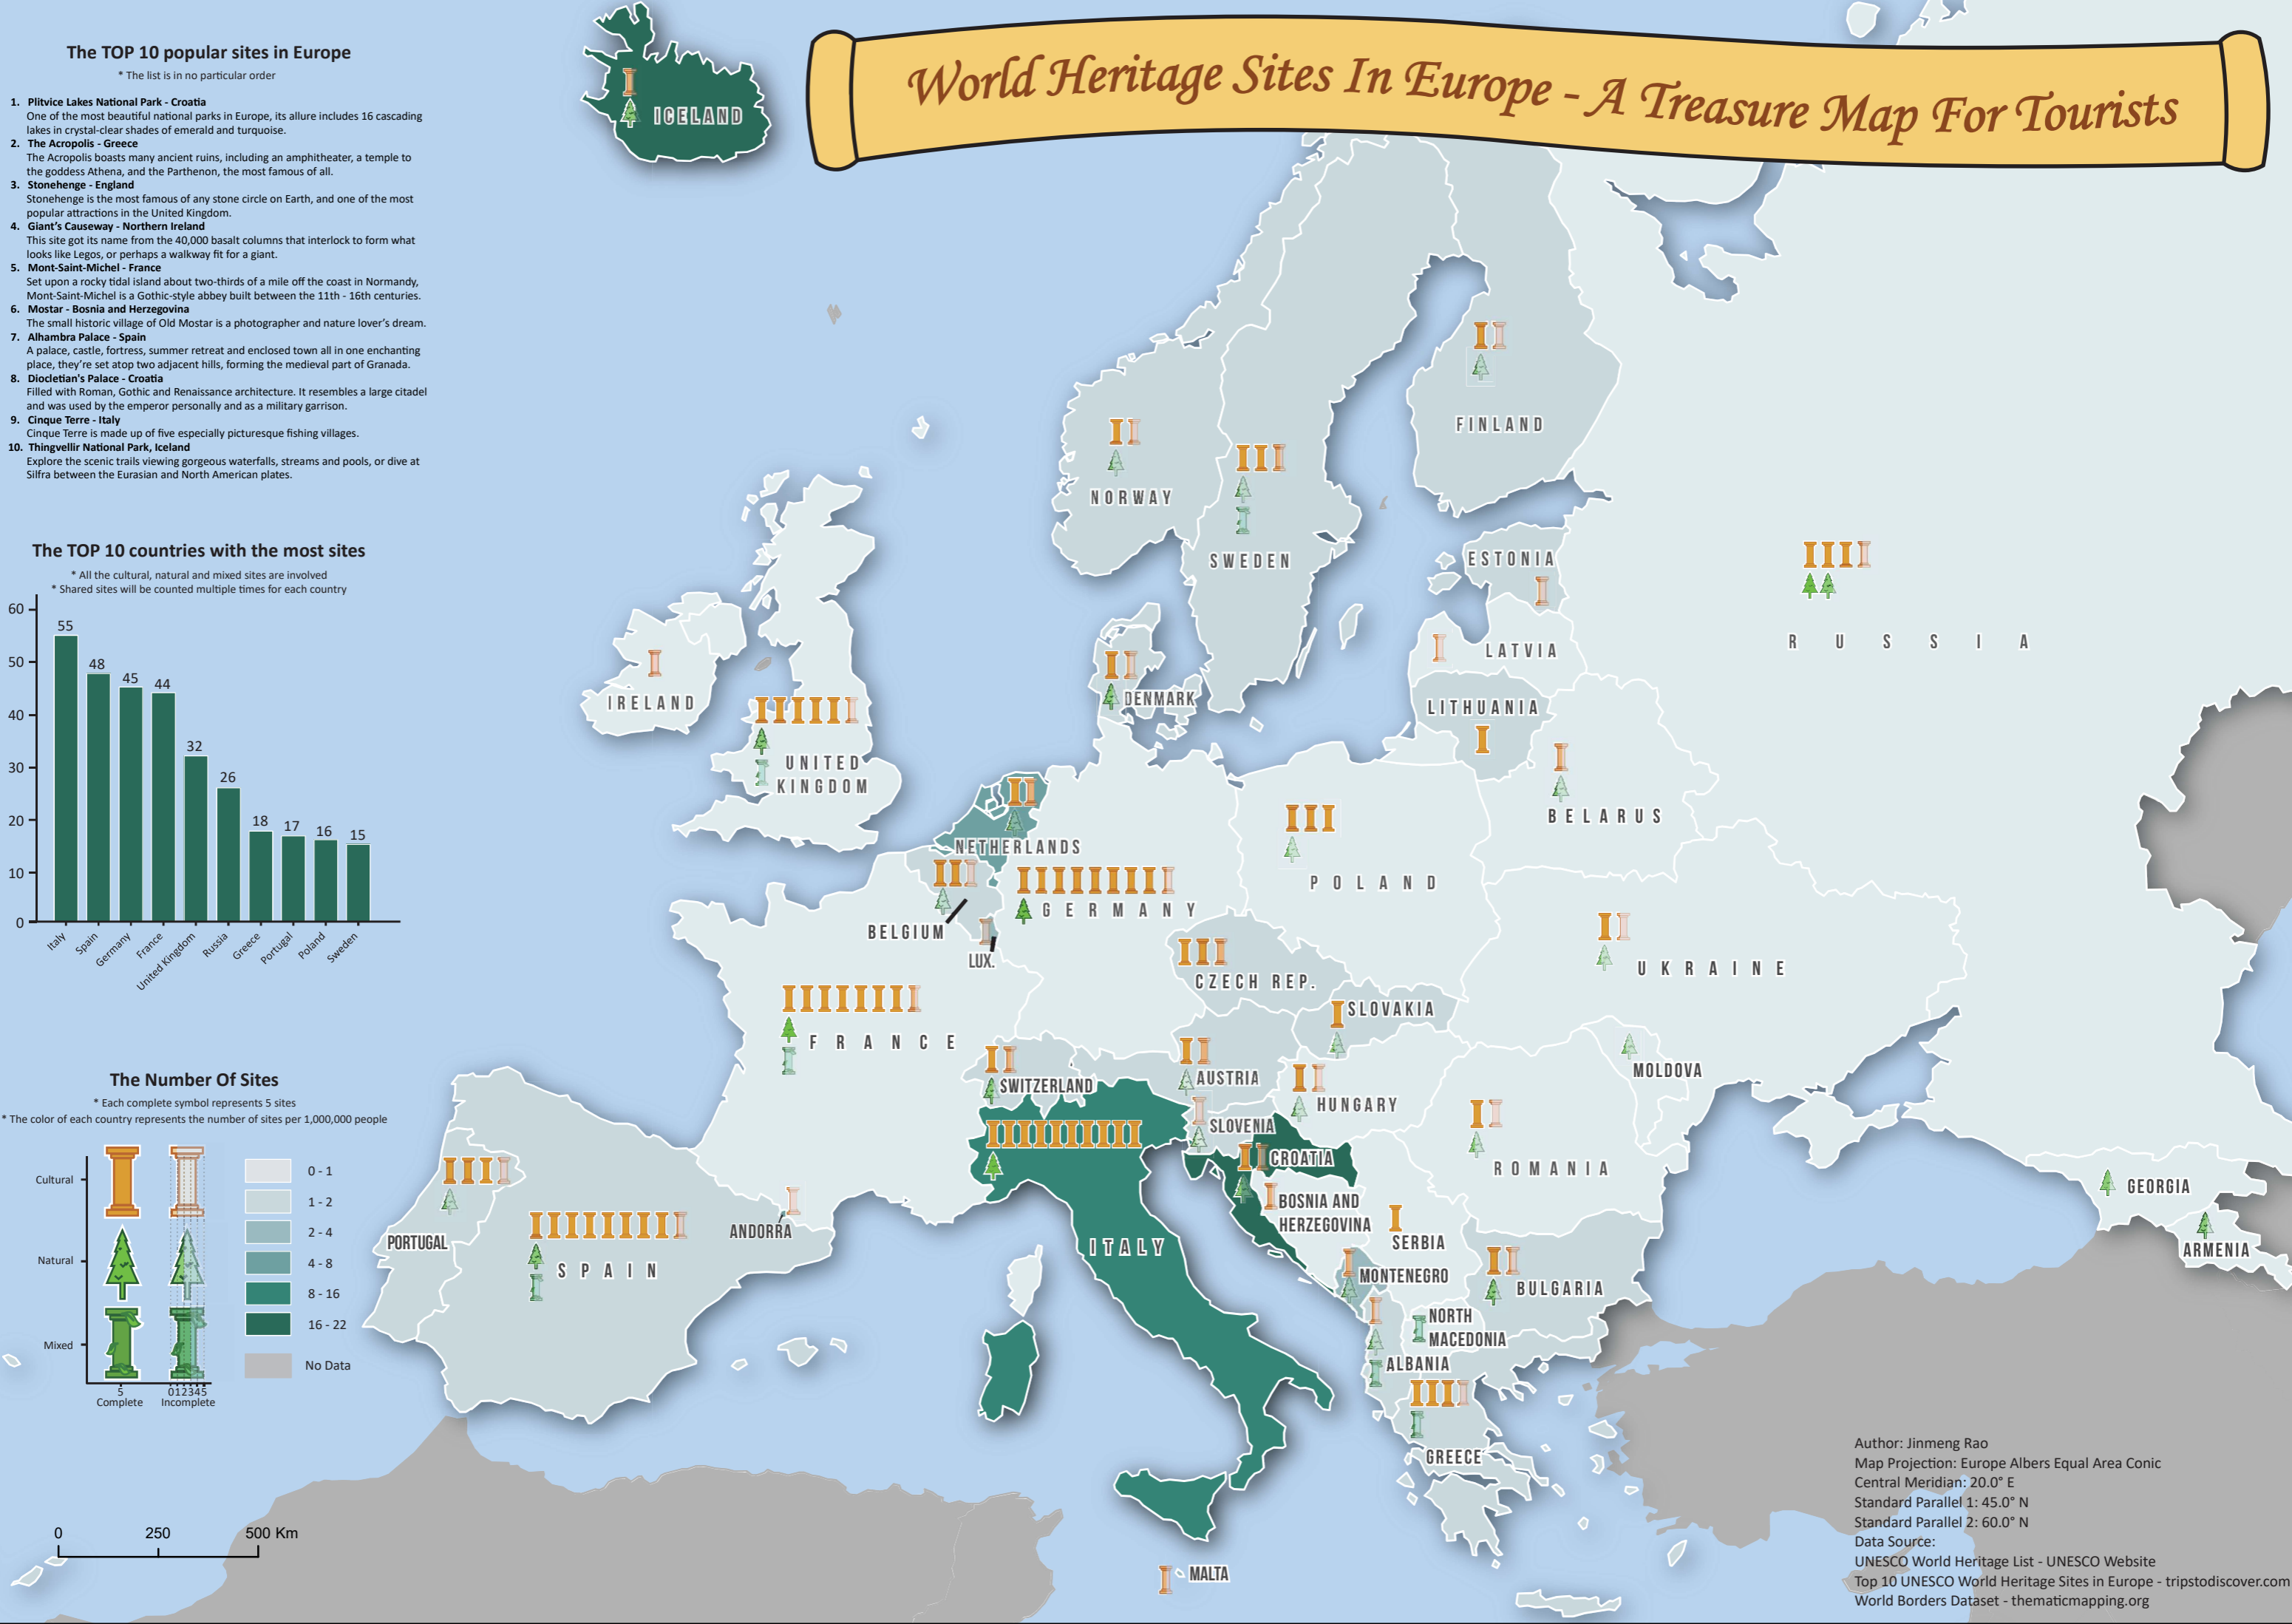 World Heritage Sites In Europe - A Treasure Map For Tourists
The TOP 10 popular sites in Europe
* The list is in no particular order
1. Plitvice Lakes National Park - Croatia
One of the most beautiful national parks in Europe, its allure includes 16 cascading
lakes in crystal-clear shades of emerald and turquoise.
2. The Acropolis - Greece
The Acropolis boasts many ancient ruins, including an amphitheater, a temple to
the goddess Athena, and the Parthenon, the most famous of all.
3. Stonehenge - England
Stonehenge is the most famous of any stone circle on Earth, and one of the most
popular attractions in the United Kingdom.
4. Giant's Causeway - Northern Ireland
This site got its name from the 40,000 basalt columns that interlock to form what
looks like Legos, or perhaps a walkway fit for a giant.
5. Mont-Saint-Michel - France
Set upon a rocky tidal island about two-thirds of a mile off the coast in Normandy,
Mont-Saint-Michel is a Gothic-style abbey built between the 11th - 16th centuries.
6. Mostar - Bosnia and Herzegovina
The small historic village of Old Mostar is a photographer and nature lover's dream.
7. Alhambra Palace - Spain
A palace, castle, fortress, summer retreat and enclosed town all in one enchanting
place, they're set atop two adjacent hills, forming the medieval part of Granada.
8. Diocletian's Palace - Croatia
Filled with Roman, Gothic and Renaissance architecture. It resembles a large citadel
and was used by the emperor personally and as a military garrison.
9. Cinque Terre - Italy
Cinque Terre is made up of five especially picturesque fishing villages.
10. Thingvellir National Park, Iceland
Explore the scenic trails viewing gorgeous waterfalls, streams and pools, or dive at
Silfra between the Eurasian and North American plates.
The TOP 10 countries with the most sites
* All the cultural, natural and mixed sites are involved
* Shared sites will be counted multiple times for each country
60
50
40
30
20
10
0
55
48
45
44
32
26
18
17
16
15
Italy
Spain
Germany
France
United Kingdom
Russia
Greece
Portugal
Poland
Sweden
The Number Of Sites
* Each complete symbol represents 5 sites
* The color of each country represents the number of sites per 1,000,000 people
Cultural
Natural
Mixed
5
Complete
012345
Incomplete
0 - 1
1 - 2
2 - 4
4 - 8
8 - 16
16 - 22
No Data
0 250 500 Km
ICELAND
FINLAND
NORWAY
SWEDEN
ESTONIA
RUSSIA
LATVIA
IRELAND
DENMARK
LITHUANIA
UNITED
KINGDOM
BELARUS
NETHERLANDS
POLAND
GERMANY
BELGIUM
LUX.
UKRAINE
CZECH REP.
SLOVAKIA
FRANCE
MOLDOVA
SWITZERLAND
AUSTRIA
HUNGARY
SLOVENIA
CROATIA
ROMANIA
GEORGIA
BOSNIA AND
HERZEGOVINA
ANDORRA
PORTUGAL
SERBIA
ITALY
ARMENIA
SPAIN
MONTENEGRO
BULGARIA
NORTH
MACEDONIA
ALBANIA
GREECE
MALTA
Author: Jinmeng Rao
Map Projection: Europe Albers Equal Area Conic
Central Meridian: 20.0° E
Standard Parallel 1: 45.0° N
Standard Parallel 2: 60.0° N
Data Source:
UNESCO World Heritage List - UNESCO Website
Top 10 UNESCO World Heritage Sites in Europe - tripstodiscover.com
World Borders Dataset - thematicmapping.org